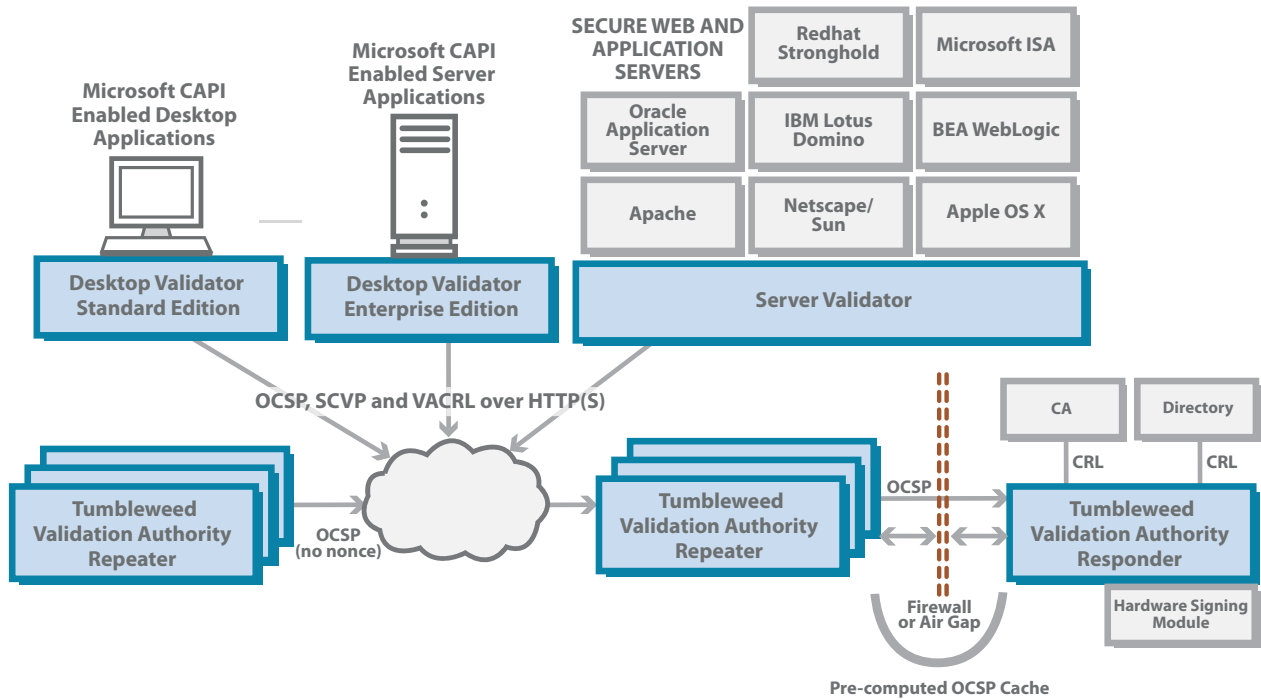 Microsoft CAPI
Enabled Desktop
Applications
Microsoft CAPI
Enabled Server
Applications
SECURE WEB AND
APPLICATION
SERVERS
Redhat
Stronghold
Microsoft ISA
Oracle
Application
Server
IBM Lotus
Domino
BEA WebLogic
Apache
Netscape/
Sun
Apple OS X
Desktop Validator
Standard Edition
Desktop Validator
Enterprise Edition
Server Validator
OCSP, SCVP and VACRL over HTTP(S)
CA
Directory
CRL
CRL
Tumbleweed
Validation Authority
Repeater
OCSP
(no nonce)
Tumbleweed
Validation Authority
Repeater
OCSP
Tumbleweed
Validation Authority
Responder
Firewall
or Air Gap
Hardware Signing
Module
Pre-computed OCSP Cache